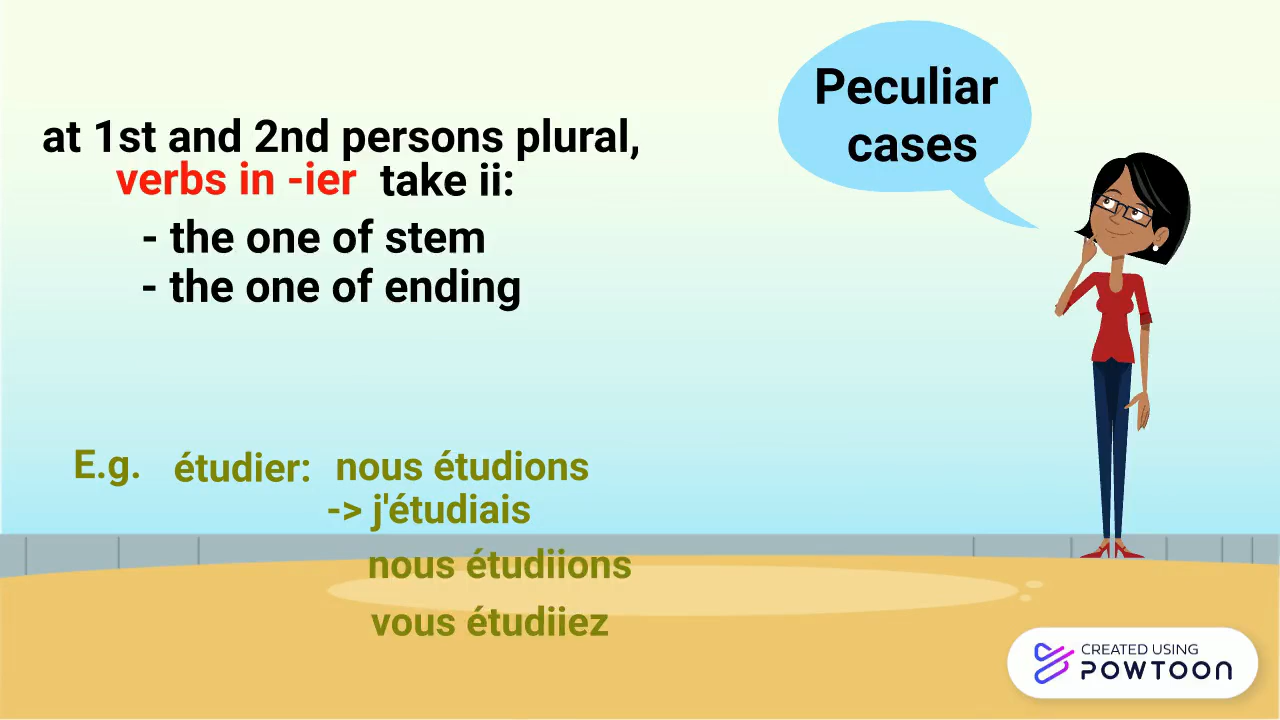 Peculiar
cases
at 1st and 2nd persons plural,
verbs in -ier take ii:
- the one of stem
- the one of ending
E.g. étudier: nous étudions
-> j'étudiais
nous étudiions
vous étudiiez
CREATED USING
POWTOON